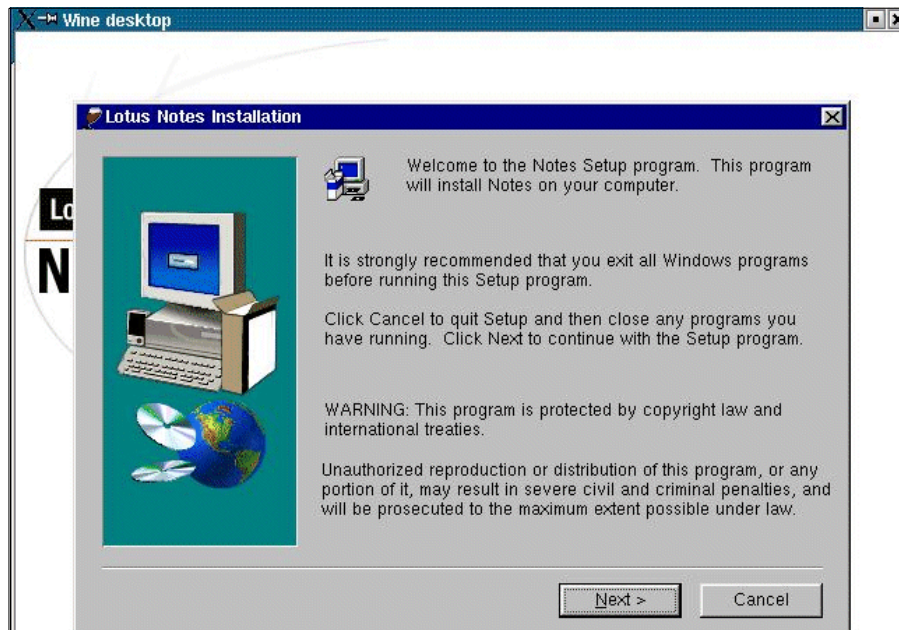 Wine desktop
Lotus Notes Installation
Welcome to the Notes Setup program. This program
will install Notes on your computer.
Lo
N
It is strongly recommended that you exit all Windows programs
before running this Setup program.
Click Cancel to quit Setup and then close any programs you
have running. Click Next to continue with the Setup program.
WARNING: This program is protected by copyright law and
international treaties.
Unauthorized reproduction or distribution of this program, or any
portion of it, may result in severe civil and criminal penalties, and
will be prosecuted to the maximum extent possible under law.
Next > Cancel